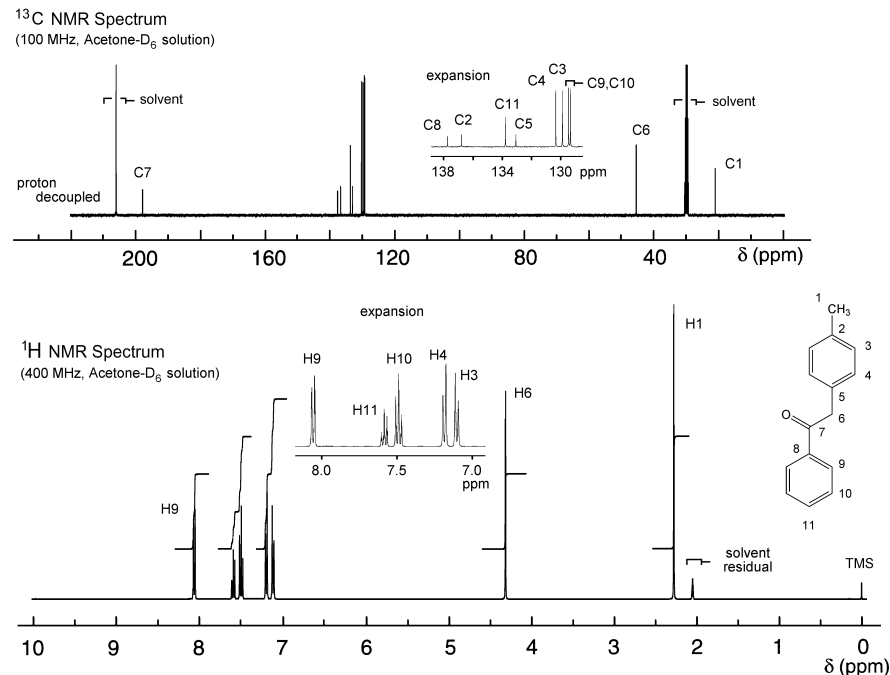 ¹³C NMR Spectrum
(100 MHz, Acetone-D₆ solution)
solvent
C7
proton
decoupled
expansion
C8
C2
C11
C5
C4
C3
C9,C10
138
134
130
ppm
C6
solvent
C1
200
160
120
80
40
δ (ppm)
¹H NMR Spectrum
(400 MHz, Acetone-D₆ solution)
expansion
H9
H11
H10
H4
H3
8.0
7.5
7.0
ppm
H9
H6
H1
solvent
residual
TMS
1
CH₃
2
3
4
5
6
O
7
8
9
10
11
10
9
8
7
6
5
4
3
2
1
0
δ (ppm)